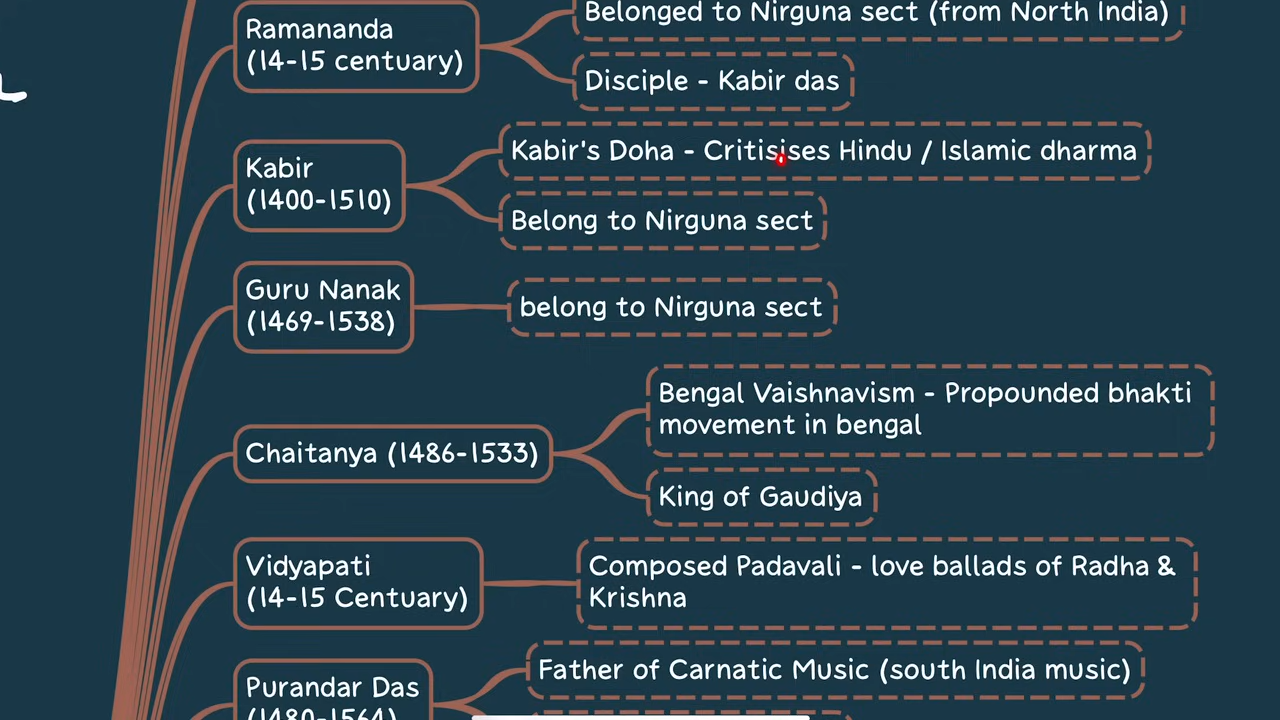 Belonged to Nirguna sect (from North India)
Ramananda
(14-15 centuary)
Disciple - Kabir das
Kabir's Doha - Critisises Hindu / Islamic dharma
Kabir
(1400-1510)
Belong to Nirguna sect
Guru Nanak
(1469-1538)
belong to Nirguna sect
Bengal Vaishnavism - Propounded bhakti
movement in bengal
Chaitanya (1486-1533)
King of Gaudiya
Vidyapati
(14-15 Centuary)
Composed Padavali - love ballads of Radha &
Krishna
Father of Carnatic Music (south India music)
Purandar Das
(1480-1564)